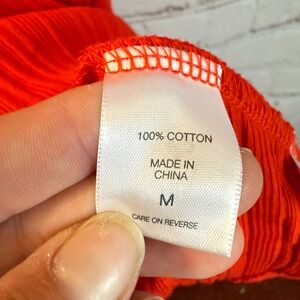 100% COTTON
MADE IN
CHINA
M
CARE ON REVERSE